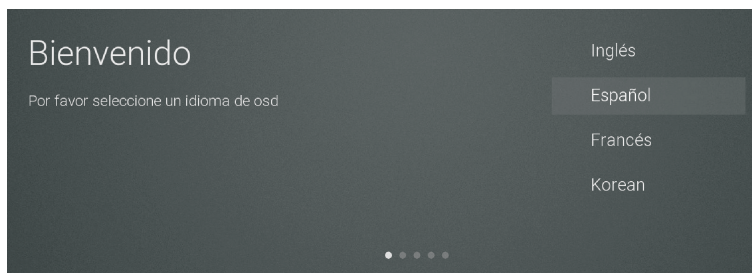 Bienvenido
Por favor seleccione un idioma de osd
Inglés
Español
Francés
Korean